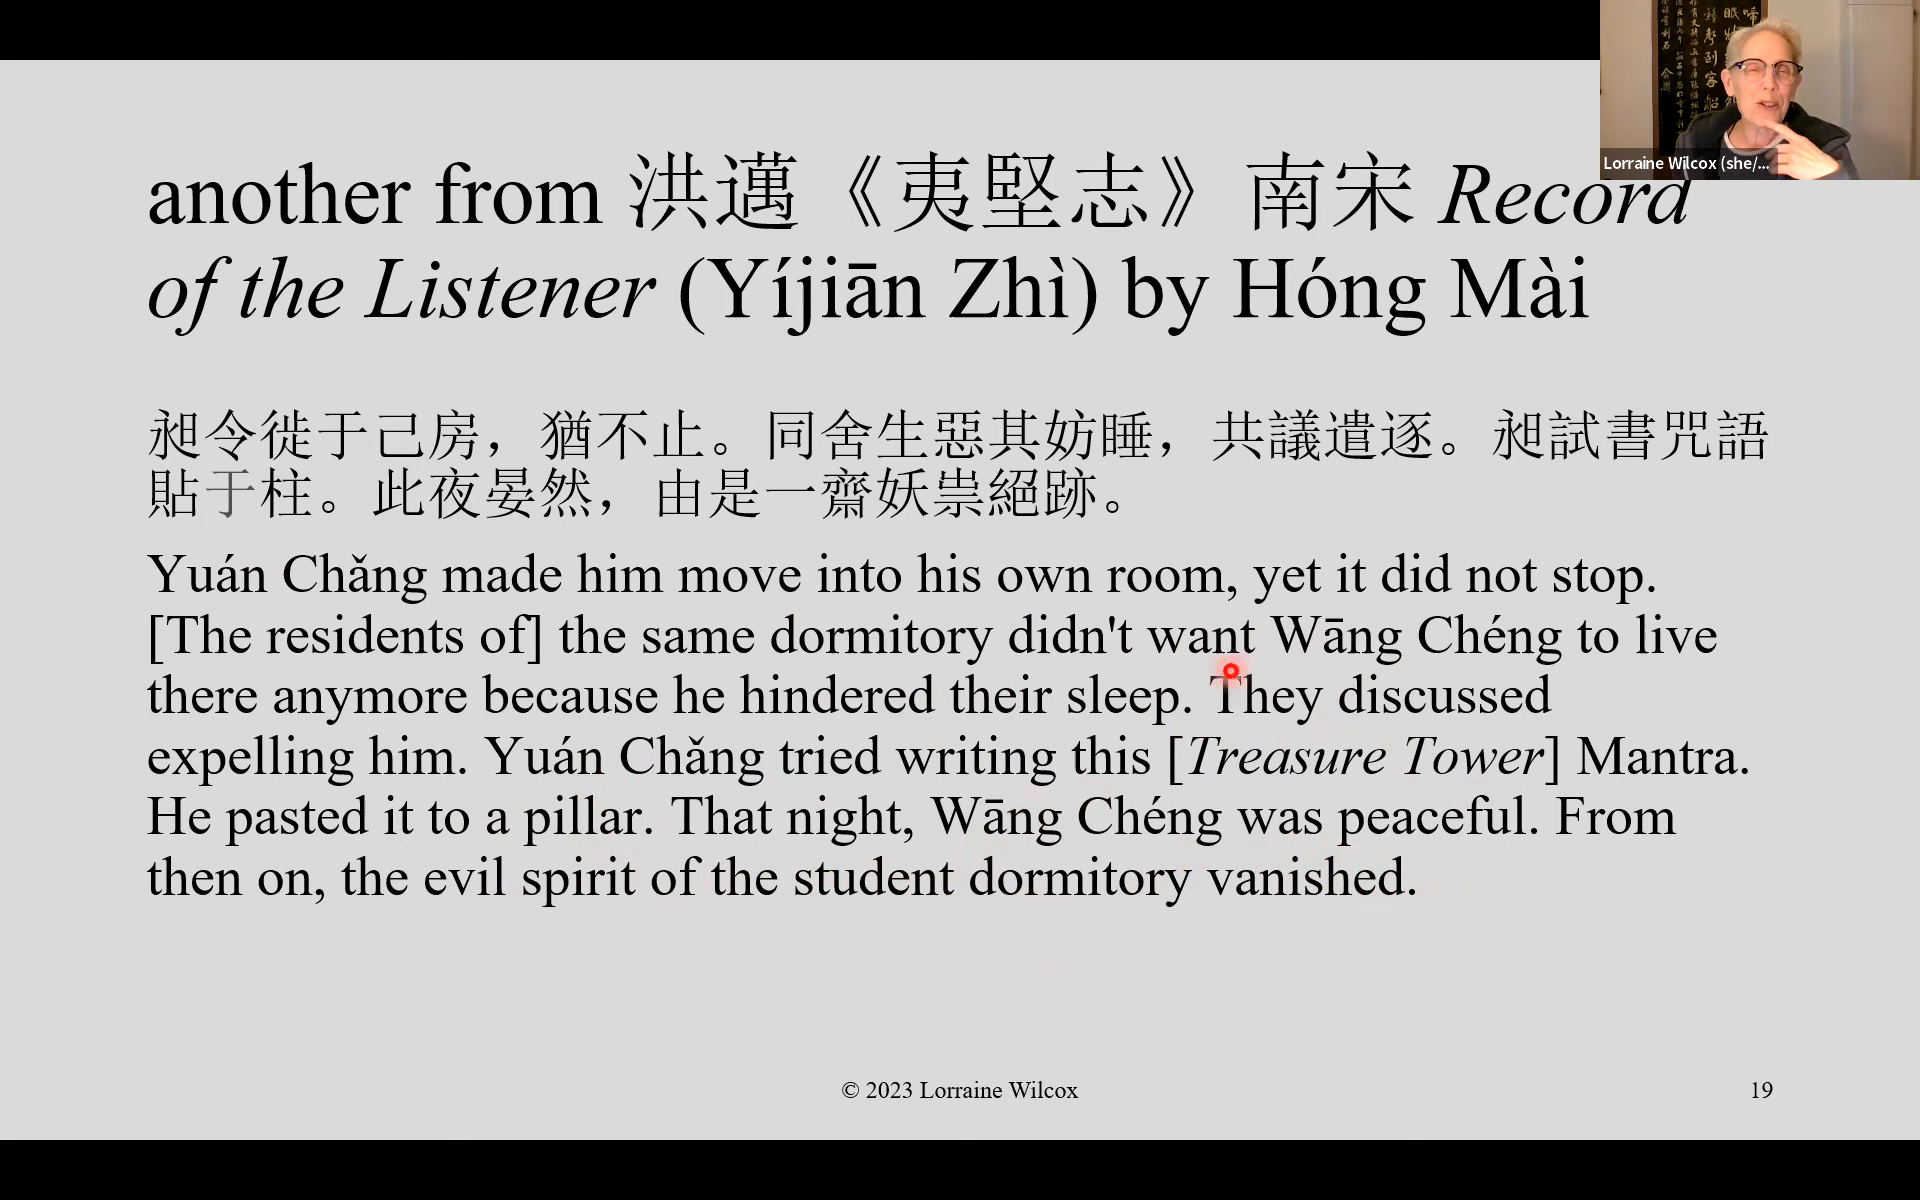 another from 洪邁《夷堅志》南宋 Record
of the Listener (Yíjiān Zhì) by Hóng Mài
昶令徙于己房，猶不止。同舍生惡其妨睡，共議遣逐。昶試書咒語
貼于柱。此夜晏然，由是一齋妖祟絕跡。
Yuán Chǎng made him move into his own room, yet it did not stop.
[The residents of] the same dormitory didn't want Wāng Chéng to live
there anymore because he hindered their sleep. They discussed
expelling him. Yuán Chǎng tried writing this [Treasure Tower] Mantra.
He pasted it to a pillar. That night, Wāng Chéng was peaceful. From
then on, the evil spirit of the student dormitory vanished.
© 2023 Lorraine Wilcox
19
Lorraine Wilcox (she/...